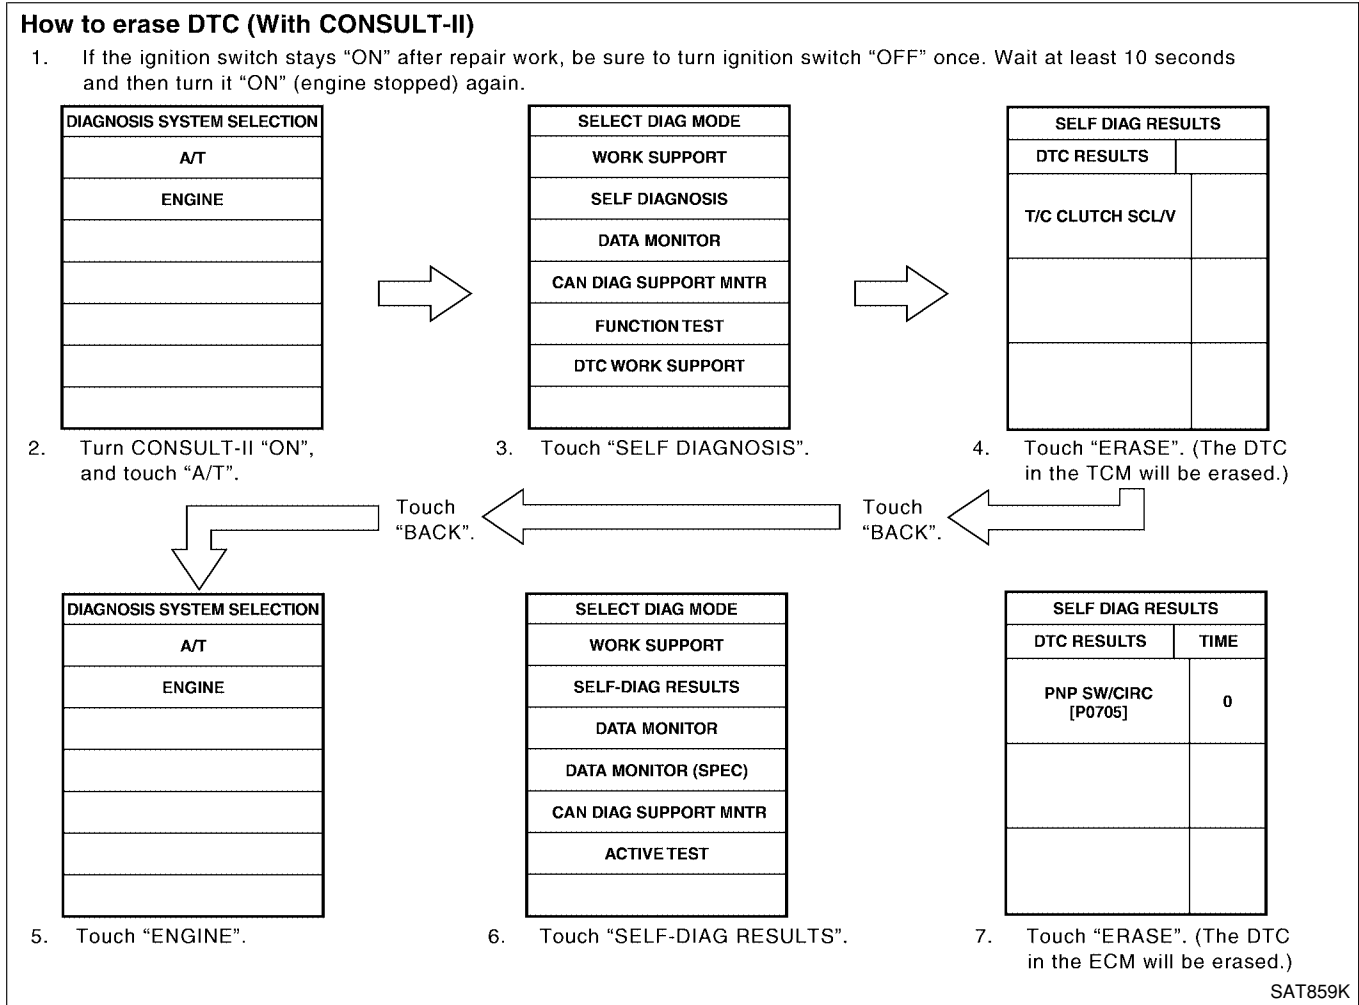 How to erase DTC (With CONSULT-II)
1. If the ignition switch stays “ON” after repair work, be sure to turn ignition switch “OFF” once. Wait at least 10 seconds
and then turn it “ON” (engine stopped) again.
DIAGNOSIS SYSTEM SELECTION
A/T
ENGINE
SELECT DIAG MODE
WORK SUPPORT
SELF DIAGNOSIS
DATA MONITOR
CAN DIAG SUPPORT MNTR
FUNCTION TEST
DTC WORK SUPPORT
SELF DIAG RESULTS
DTC RESULTS
T/C CLUTCH SCL/V
2. Turn CONSULT-II “ON”,
and touch “A/T”.
3. Touch “SELF DIAGNOSIS”.
4. Touch “ERASE”. (The DTC
in the TCM will be erased.)
Touch
“BACK”.
Touch
“BACK”.
DIAGNOSIS SYSTEM SELECTION
A/T
ENGINE
SELECT DIAG MODE
WORK SUPPORT
SELF-DIAG RESULTS
DATA MONITOR
DATA MONITOR (SPEC)
CAN DIAG SUPPORT MNTR
ACTIVE TEST
SELF DIAG RESULTS
DTC RESULTS TIME
PNP SW/CIRC 0
[P0705]
5. Touch “ENGINE”.
6. Touch “SELF-DIAG RESULTS”.
7. Touch “ERASE”. (The DTC
in the ECM will be erased.)
SAT859K